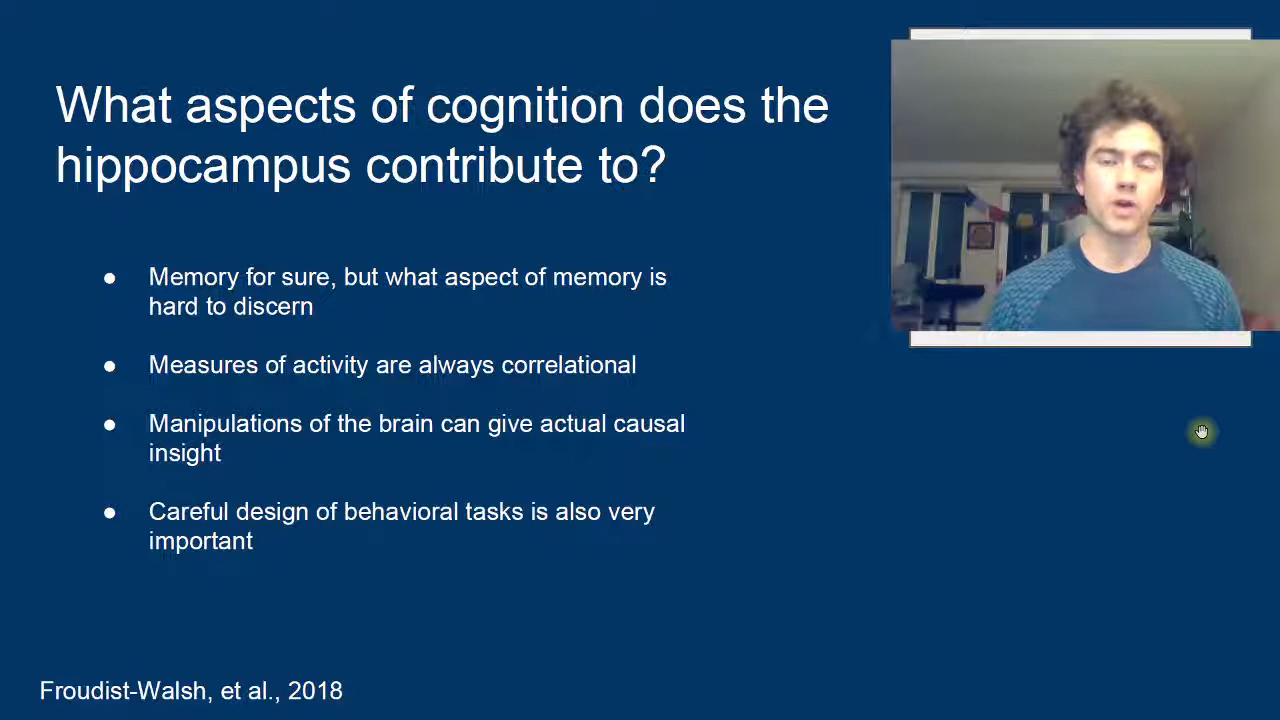 What aspects of cognition does the
hippocampus contribute to?
● Memory for sure, but what aspect of memory is
hard to discern
● Measures of activity are always correlational
● Manipulations of the brain can give actual causal
insight
● Careful design of behavioral tasks is also very
important
Froudist-Walsh, et al., 2018